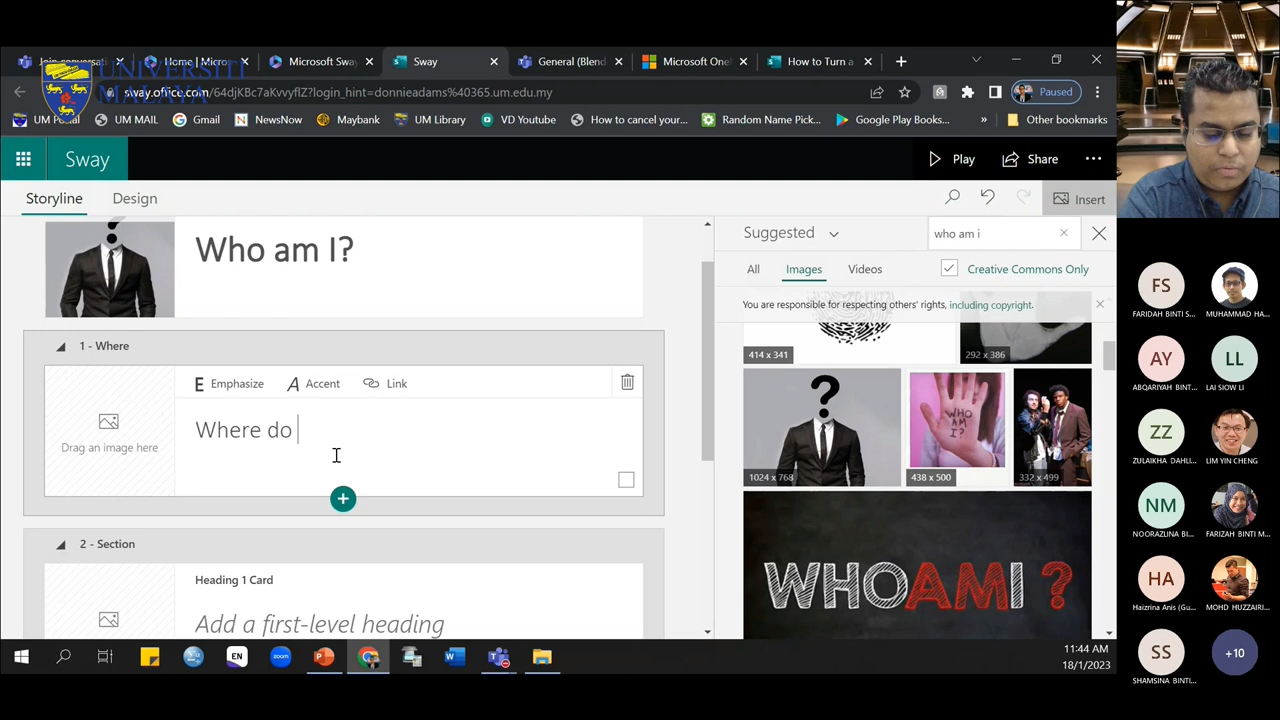 Home | Micro
Microsoft Sway
Sway
General (Blend
Microsoft One
How to Turn a
UNIVERSITI
MALAYA
sway.office.com/64djKBc7aKvvyflZ?login_hint=donnieadams%40365.um.edu.my
Paused
UM Portal
UM MAIL
Gmail
NewsNow
Maybank
UM Library
VD Youtube
How to cancel your...
Random Name Pick...
Google Play Books...
»
Other bookmarks
Sway
Play
Share
Storyline
Design
Insert
Who am I?
Suggested
who am i
All
Images
Videos
Creative Commons Only
You are responsible for respecting others' rights, including copyright.
414 x 341
292 x 386
1 - Where
E Emphasize
A Accent
Link
Drag an image here
Where do
WHO
AM
I?
1024 x 768
438 x 500
332 x 499
WHO AM I ?
2 - Section
Heading 1 Card
Add a first-level heading
EN
zoom
11:44 AM
18/1/2023
FS
FARIDAH BINTI S...
MUHAMMAD HA...
AY
ABQARIYAH BINT...
LL
LAI SIOW LI
ZZ
ZULAIKHA DAHLI...
LIM YIN CHENG
NM
NOORAZLINA BI...
FARIZAH BINTI M...
HA
Haizrina Anis (Gu...
MOHD HUZZAIRI...
SS
SHAMSINA BINTI...
+10